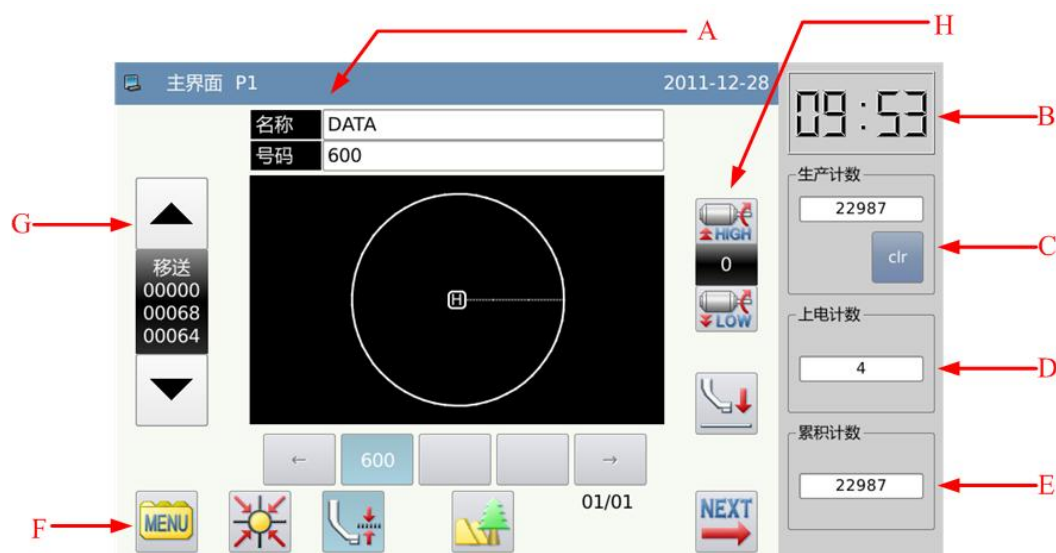 A
H
主界面 P1
2011-12-28
09:53
B
名称 DATA
号码 600
生产计数
22987
clr
C
G
移送
00000
00068
00064
HIGH
0
LOW
H
上电计数
4
D
← 600 →
01/01
累积计数
22987
E
F
MENU
NEXT